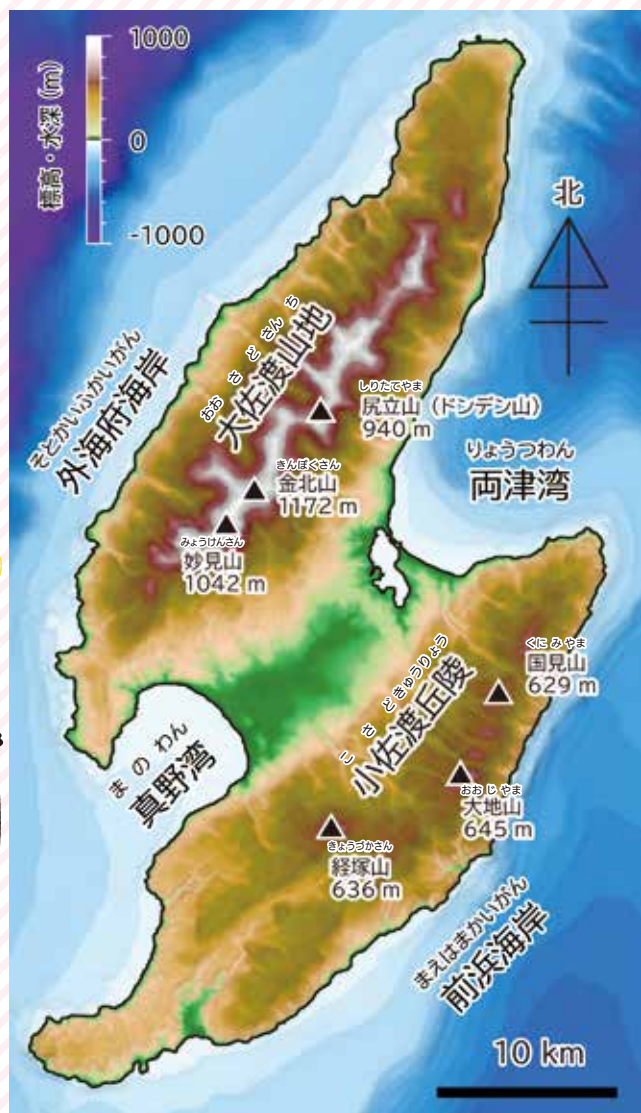 1000
0
-1000
標高・水深(m)
北
おおさどさんち
大佐渡山地
しりたてやま
尻立山（ドンデン山）
940 m
そとかいふかいがん
外海府海岸
きんぽくさん
金北山
1172 m
りょうつわん
両津湾
みょうけんさん
妙見山
1042 m
くにみやま
国見山
629 m
こさどきゅうりょう
小佐渡丘陵
まのわん
真野湾
おおじやま
大地山
645 m
きょうづかさん
経塚山
636 m
まえはまかいがん
前浜海岸
10 km